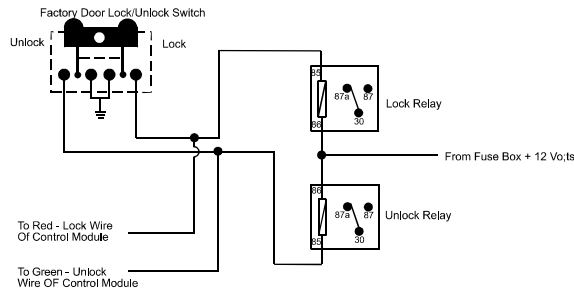 Factory Door Lock/Unlock Switch
Unlock
Lock
85
87a
87
30
86
Lock Relay
From Fuse Box + 12 Vo;ts
86
87a
87
30
85
Unlock Relay
To Red - Lock Wire
Of Control Module
To Green - Unlock
Wire OF Control Module